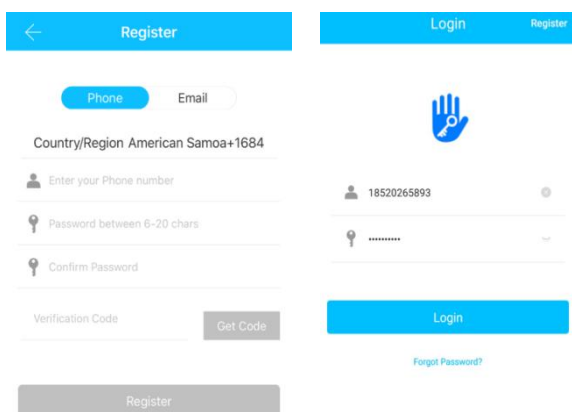 Register
Phone Email
Country/Region American Samoa+1684
Enter your Phone number
Password between 6-20 chars
Confirm Password
Verification Code Get Code
Register
Login Register
18520265893
••••••••••
Login
Forgot Password?